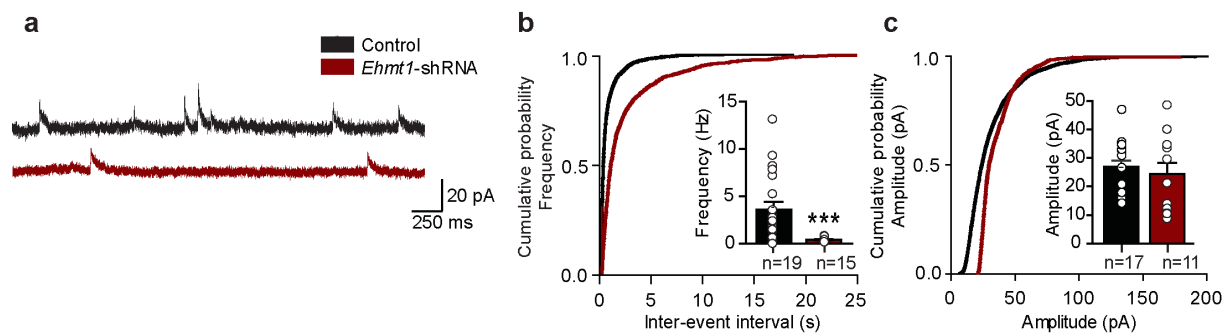 a
Control
Ehmt1-shRNA
20 pA
250 ms
b
Cumulative probability
Frequency
1.0
0.5
0.0
0
5
10
15
20
25
Inter-event interval (s)
Frequency (Hz)
15
10
5
0
***
n=19
n=15
c
Cumulative probability
Amplitude (pA)
1.0
0.5
0.0
0
50
100
150
200
Amplitude (pA)
Amplitude (pA)
50
40
30
20
10
0
n=17
n=11